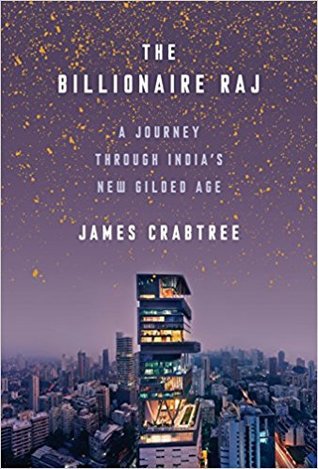 THE
BILLIONAIRE RAJ
A JOURNEY
THROUGH INDIA'S
NEW GILDED AGE
JAMES CRABTREE